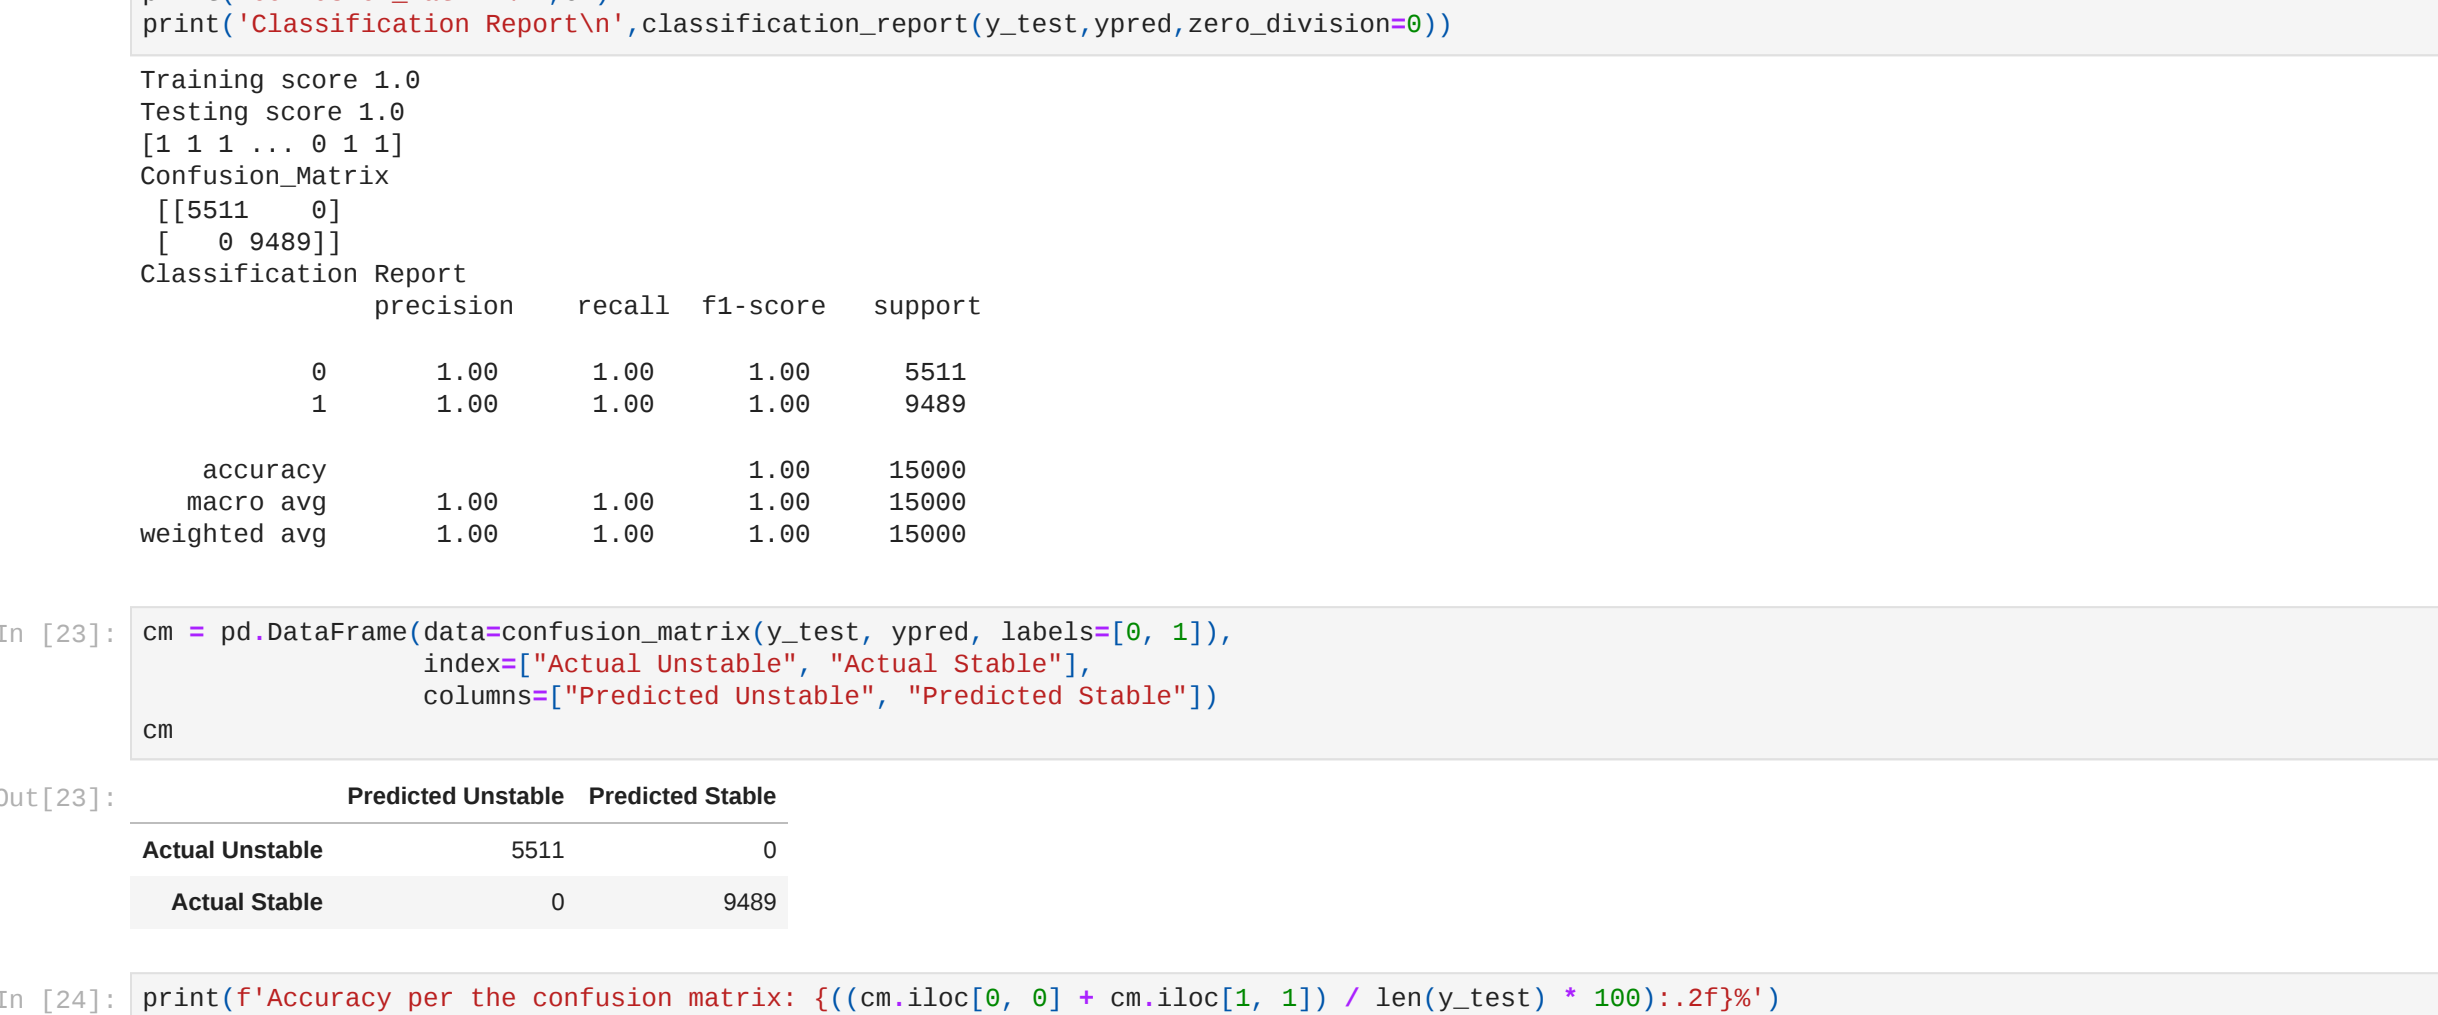 print('Classification Report\n',classification_report(y_test,ypred,zero_division=0))
Training score 1.0
Testing score 1.0
[1 1 1 ... 0 1 1]
Confusion_Matrix
[[5511    0]
[   0 9489]]
Classification Report
precision    recall  f1-score   support
0       1.00      1.00      1.00      5511
1       1.00      1.00      1.00      9489
accuracy                           1.00     15000
macro avg       1.00      1.00      1.00     15000
weighted avg       1.00      1.00      1.00     15000
In [23]: cm = pd.DataFrame(data=confusion_matrix(y_test, ypred, labels=[0, 1]),
index=["Actual Unstable", "Actual Stable"],
columns=["Predicted Unstable", "Predicted Stable"])
cm
Out[23]: Predicted Unstable Predicted Stable
Actual Unstable 5511 0
Actual Stable 0 9489
In [24]: print(f'Accuracy per the confusion matrix: {((cm.iloc[0, 0] + cm.iloc[1, 1]) / len(y_test) * 100):.2f}%')